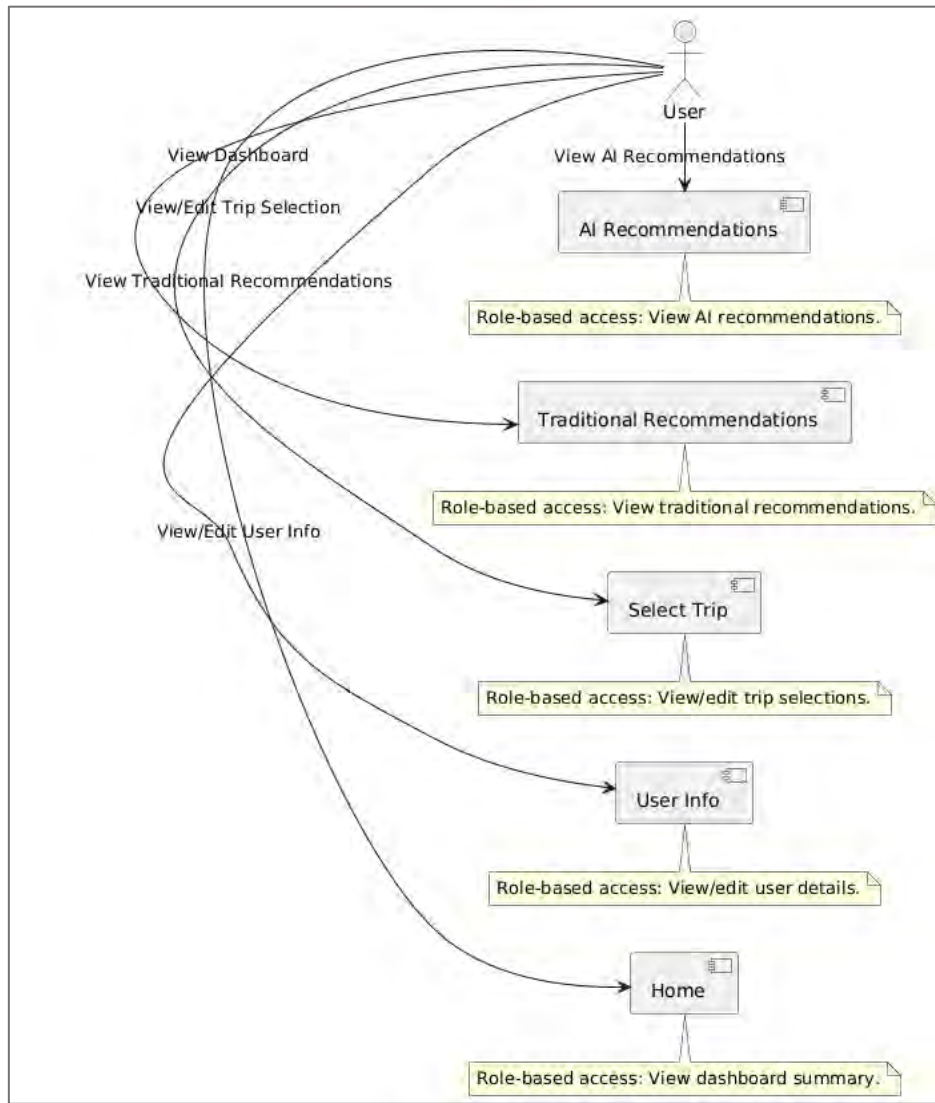 User
View Dashboard
View AI Recommendations
View/Edit Trip Selection
AI Recommendations
View Traditional Recommendations
Role-based access: View AI recommendations.
Traditional Recommendations
Role-based access: View traditional recommendations.
View/Edit User Info
Select Trip
Role-based access: View/edit trip selections.
User Info
Role-based access: View/edit user details.
Home
Role-based access: View dashboard summary.